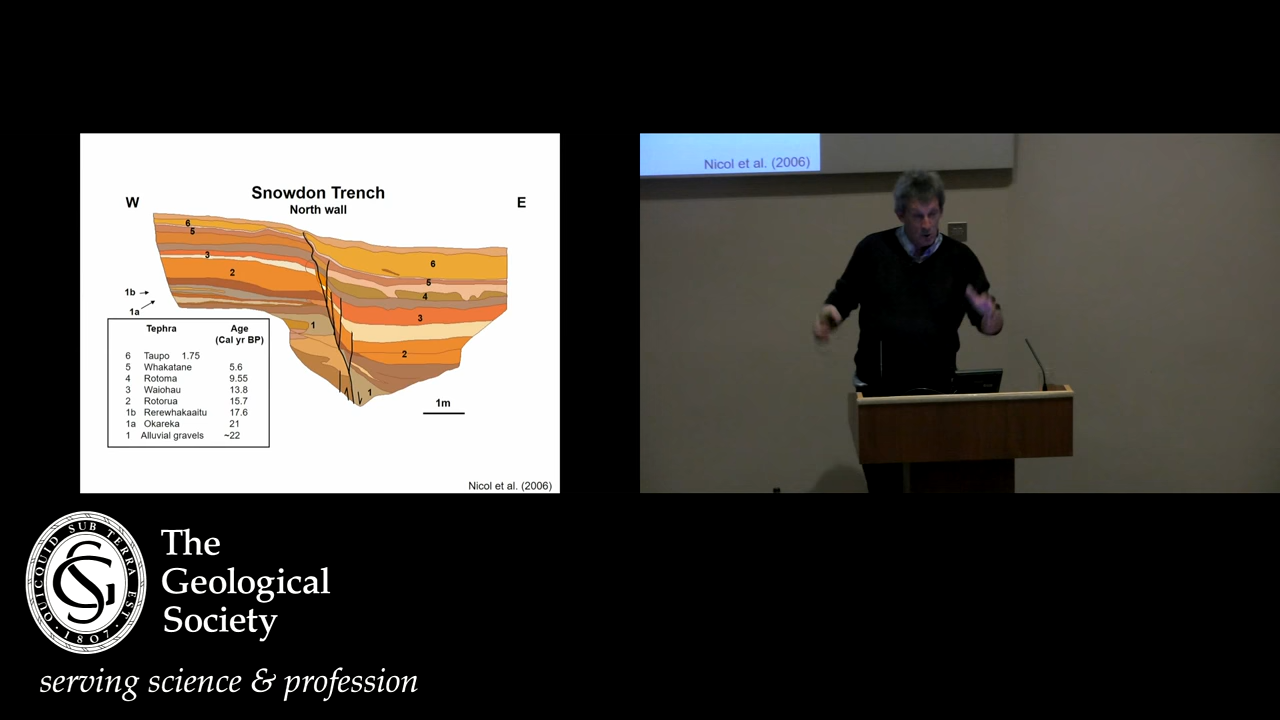 Snowdon Trench
North wall
W
E
6
5
3
2
1b
1a
1
6
5
4
3
2
1
1m
Tephra Age
(Cal yr BP)
6 Taupo 1.75
5 Whakatane 5.6
4 Rotoma 9.55
3 Waiohau 13.8
2 Rotorua 15.7
1b Rerewhakaaitu 17.6
1a Okareka 21
1 Alluvial gravels ~22
Nicol et al. (2006)
Nicol et al. (2006)
QUICQUID SUB TERRA EST
GS
· 1807 ·
The
Geological
Society
serving science & profession